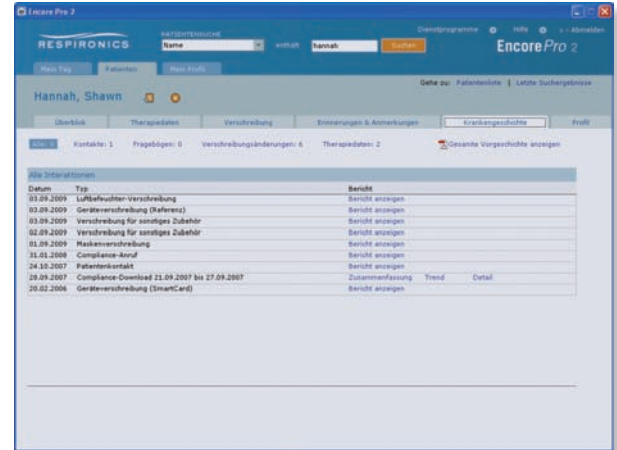 Encore Pro 2
Dienstprogramme Hilfe Abmelden
PATIENTENSUCHE
RESPIRONICS Name enthält hannah Suchen EncorePro 2
Mein Tag Patienten Mein Profil
Gehe zu: Patientenliste | Letzte Suchergebnisse
Hannah, Shawn
Überblick Therapiedaten Verschreibung Erinnerungen & Anmerkungen Krankengeschichte Profil
Alle: 9 Kontakte: 1 Fragebögen: 0 Verschreibungsänderungen: 6 Therapiedaten: 2 Gesamte Vorgeschichte anzeigen
Alle Interaktionen
Datum Typ Bericht
03.09.2009 Luftbefeuchter-Verschreibung Bericht anzeigen
03.09.2009 Geräteverschreibung (Referenz) Bericht anzeigen
03.09.2009 Verschreibung für sonstiges Zubehör Bericht anzeigen
02.09.2009 Verschreibung für sonstiges Zubehör Bericht anzeigen
01.09.2009 Maskenverschreibung Bericht anzeigen
31.01.2008 Compliance-Anruf Bericht anzeigen
24.10.2007 Patientenkontakt Bericht anzeigen
28.09.2007 Compliance-Download 21.09.2007 bis 27.09.2007 Zusammenfassung Trend Detail
20.02.2006 Geräteverschreibung (SmartCard) Bericht anzeigen